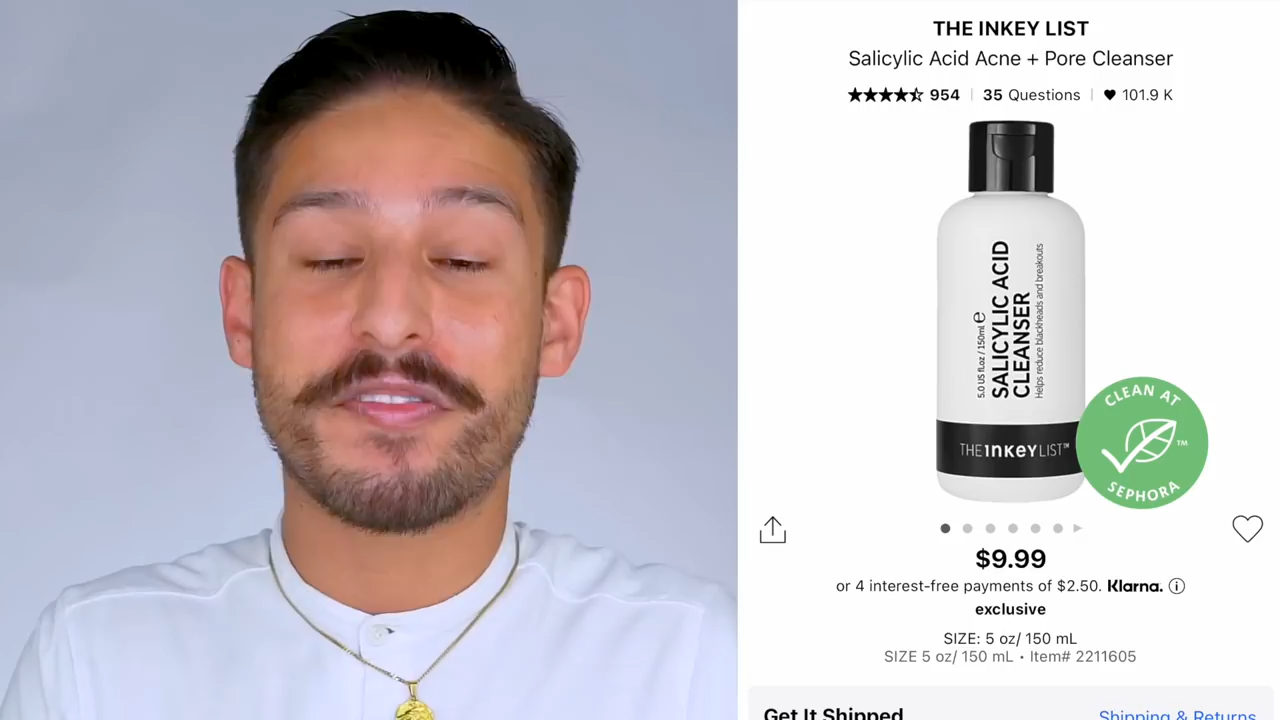 THE INKEY LIST
Salicylic Acid Acne + Pore Cleanser
954 | 35 Questions | 101.9 K
5.0 US fl.oz / 150ml e
SALICYLIC ACID
CLEANSER
Helps reduce blackheads and breakouts
THE INKEY LIST™
CLEAN AT
SEPHORA
TM
$9.99
or 4 interest-free payments of $2.50. Klarna.
exclusive
SIZE: 5 oz/ 150 mL
SIZE 5 oz/ 150 mL • Item# 2211605
Get It Shipped
Shipping & Returns